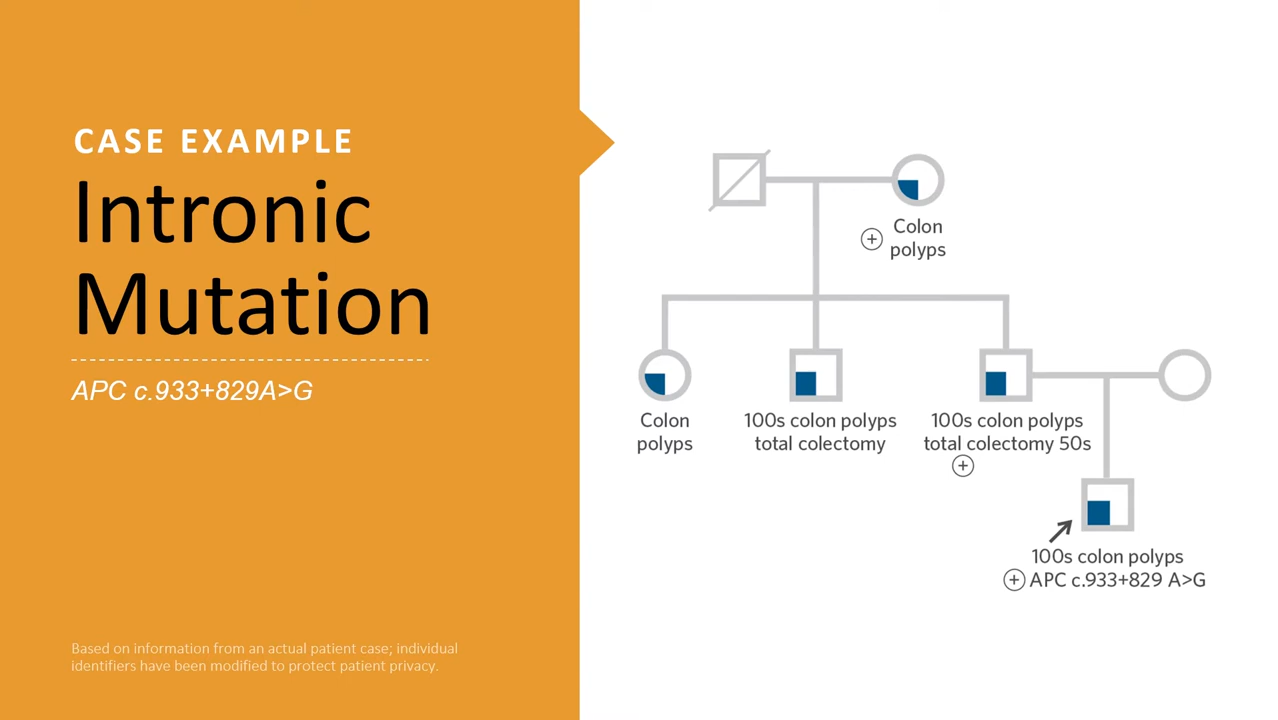 CASE EXAMPLE
Intronic
Mutation
APC c.933+829A>G
Based on information from an actual patient case; individual
identifiers have been modified to protect patient privacy.
+ Colon
polyps
Colon
polyps
100s colon polyps
total colectomy
100s colon polyps
total colectomy 50s
+
100s colon polyps
+ APC c.933+829 A>G